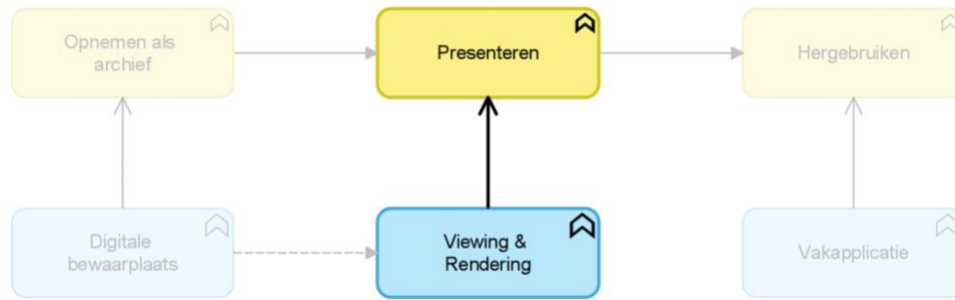 Opnemen als
archief
Presenteren
Hergebruiken
Digitale
bewaarplaats
Viewing &
Rendering
Vakapplicatie